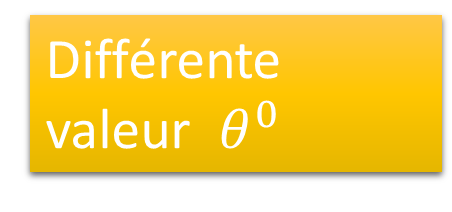 Différente
valeur θ⁰